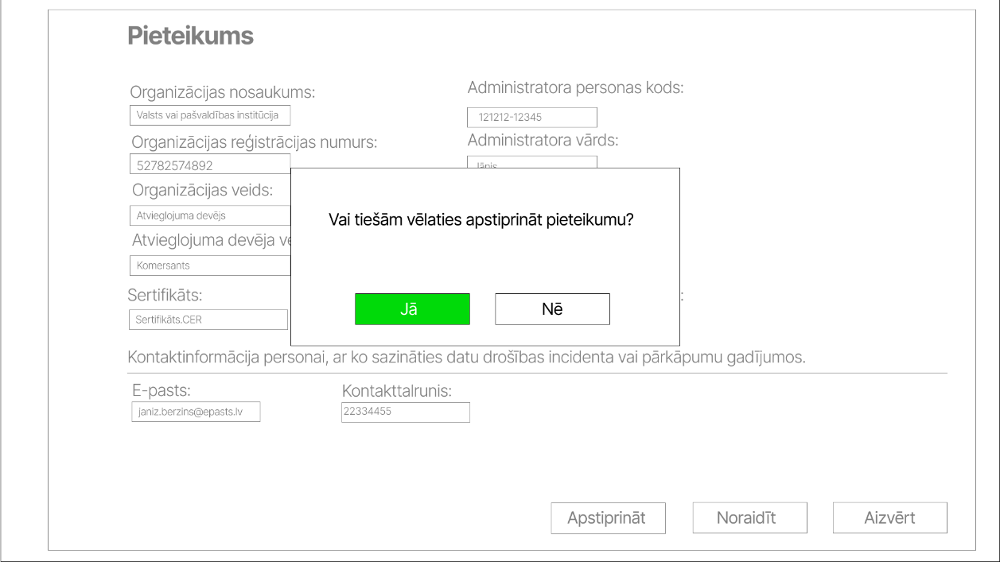 Pieteikums
Organizācijas nosaukums:
Valsts vai pašvaldības institūcija
Organizācijas reģistrācijas numurs:
52782574892
Organizācijas veids:
Atvieglojuma devējs
Atvieglojuma devēja
Komersants
Sertifikāts:
Sertifikāts.CER
Administratora personas kods:
121212-12345
Administratora vārds:
Jānis
Vai tiešām vēlaties apstiprināt pieteikumu?
Jā
Nē
:
Kontaktinformācija personai, ar ko sazināties datu drošības incidenta vai pārkāpumu gadījumos.
E-pasts:
janiz.berzins@epasts.lv
Kontakttalrunis:
22334455
Apstiprināt
Noraidīt
Aizvērt